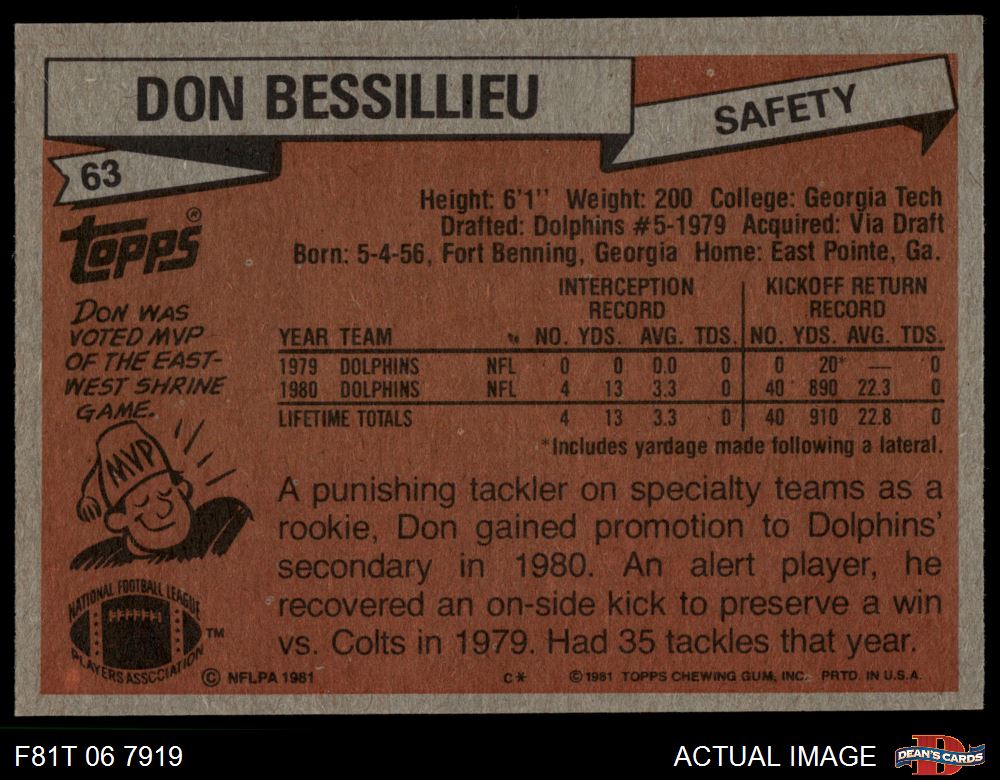 DON BESSILLIEU
SAFETY
63
Topps®
Height: 6'1'' Weight: 200 College: Georgia Tech
Drafted: Dolphins #5-1979 Acquired: Via Draft
Born: 5-4-56, Fort Benning, Georgia Home: East Pointe, Ga.
DON WAS
VOTED MVP
OF THE EAST-
WEST SHRINE
GAME.
MVP
INTERCEPTION KICKOFF RETURN
RECORD RECORD
YEAR TEAM NO. YDS. AVG. TDS. NO. YDS. AVG. TDS.
1979 DOLPHINS NFL 0 0 0.0 0 0 20* — 0
1980 DOLPHINS NFL 4 13 3.3 0 40 890 22.3 0
LIFETIME TOTALS 4 13 3.3 0 40 910 22.8 0
*Includes yardage made following a lateral.
A punishing tackler on specialty teams as a
rookie, Don gained promotion to Dolphins'
secondary in 1980. An alert player, he
recovered an on-side kick to preserve a win
vs. Colts in 1979. Had 35 tackles that year.
NATIONAL FOOTBALL LEAGUE
PLAYERS ASSOCIATION
TM
© NFLPA 1981 C* © 1981 TOPPS CHEWING GUM, INC. PRTD. IN U.S.A.
F81T 06 7919 ACTUAL IMAGE
DEAN'S CARDS